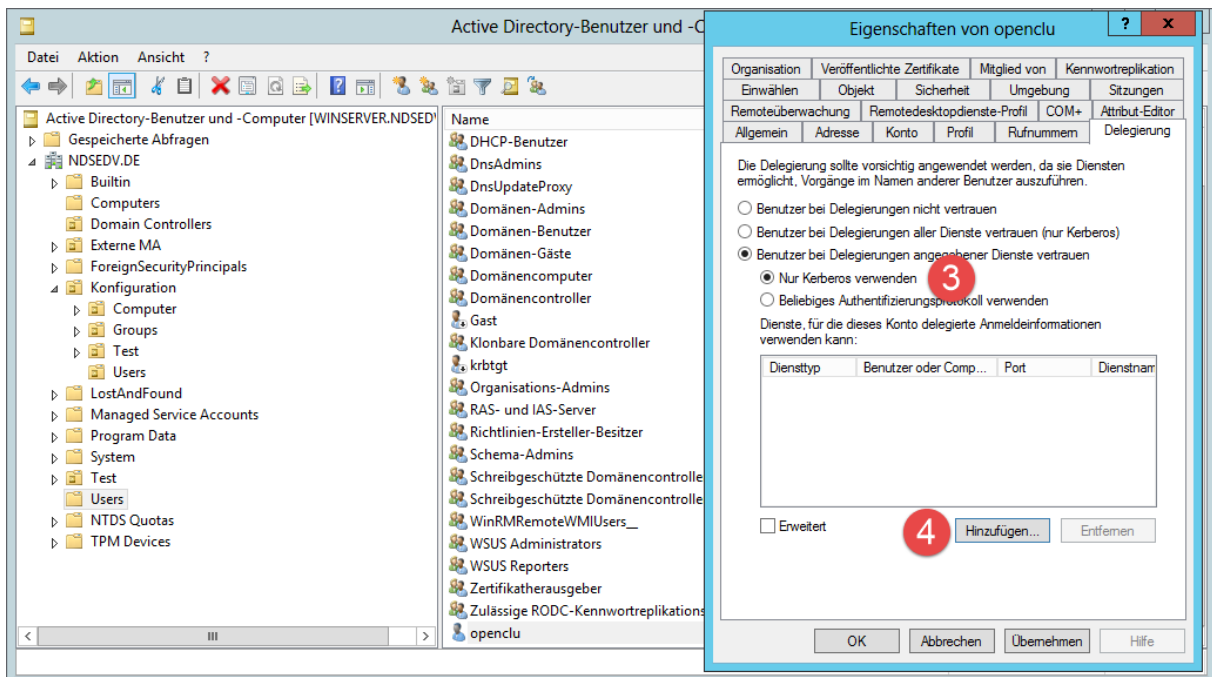 Active Directory-Benutzer und -C
Datei Aktion Ansicht ?
Active Directory-Benutzer und -Computer [WINSERVER.NDSED
Gespeicherte Abfragen
NDSEDV.DE
Builtin
Computers
Domain Controllers
Externe MA
ForeignSecurityPrincipals
Konfiguration
Computer
Groups
Test
Users
LostAndFound
Managed Service Accounts
Program Data
System
Test
Users
NTDS Quotas
TPM Devices
Name
DHCP-Benutzer
DnsAdmins
DnsUpdateProxy
Domänen-Admins
Domänen-Benutzer
Domänen-Gäste
Domänencomputer
Domänencontroller
Gast
Klonbare Domänencontroller
krbtgt
Organisations-Admins
RAS- und IAS-Server
Richtlinien-Ersteller-Besitzer
Schema-Admins
Schreibgeschützte Domänencontrolle
Schreibgeschützte Domänencontrolle
WinRMRemoteWMIUsers__
WSUS Administrators
WSUS Reporters
Zertifikatherausgeber
Zulässige RODC-Kennwortreplikations
openclu
Eigenschaften von openclu ? x
Organisation Veröffentlichte Zertifikate Mitglied von Kennwortreplikation
Einwählen Objekt Sicherheit Umgebung Sitzungen
Remoteüberwachung Remotedesktopdienste-Profil COM+ Attribut-Editor
Allgemein Adresse Konto Profil Rufnummern Delegierung
Die Delegierung sollte vorsichtig angewendet werden, da sie Diensten
ermöglicht, Vorgänge im Namen anderer Benutzer auszuführen.
Benutzer bei Delegierungen nicht vertrauen
Benutzer bei Delegierungen aller Dienste vertrauen (nur Kerberos)
Benutzer bei Delegierungen angegebener Dienste vertrauen
Nur Kerberos verwenden 3
Beliebiges Authentifizierungsprotokoll verwenden
Dienste, für die dieses Konto delegierte Anmeldeinformationen
verwenden kann:
Diensttyp Benutzer oder Comp... Port Dienstnam
Erweitert 4 Hinzufügen... Entfernen
OK Abbrechen Übernehmen Hilfe